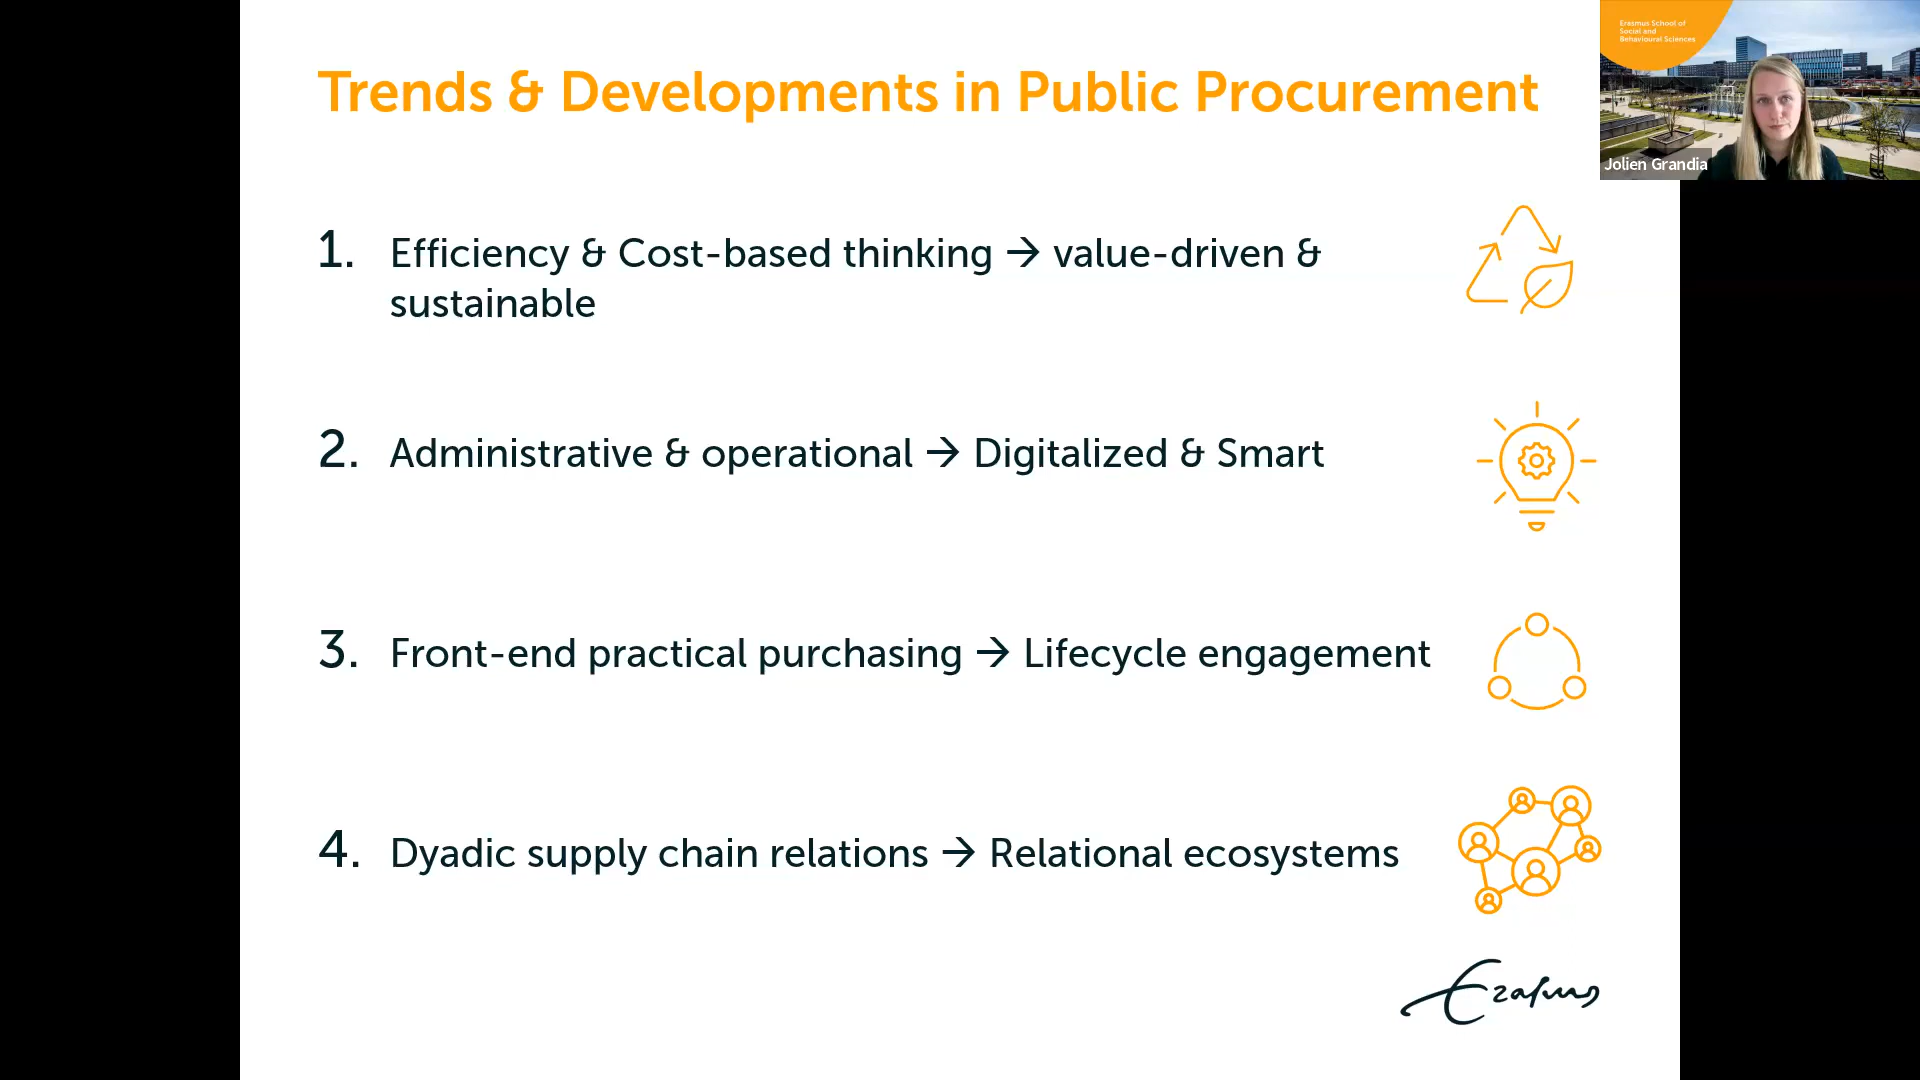 Trends & Developments in Public Procurement
Erasmus School of
Social and
Behavioural Sciences
Jolien Grandia
1. Efficiency & Cost-based thinking → value-driven &
sustainable
2. Administrative & operational → Digitalized & Smart
3. Front-end practical purchasing → Lifecycle engagement
4. Dyadic supply chain relations → Relational ecosystems
Erasmus